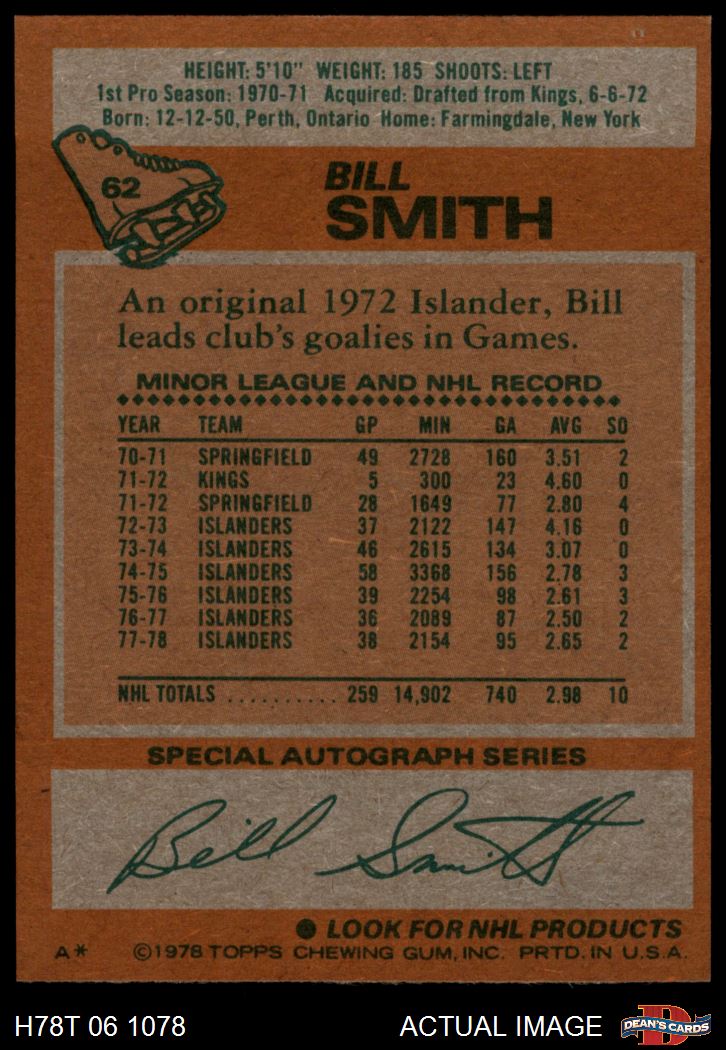 HEIGHT: 5'10" WEIGHT: 185 SHOOTS: LEFT
1st Pro Season: 1970-71 Acquired: Drafted from Kings, 6-6-72
Born: 12-12-50, Perth, Ontario Home: Farmingdale, New York
62
BILL
SMITH
An original 1972 Islander, Bill
leads club's goalies in Games.
MINOR LEAGUE AND NHL RECORD
YEAR TEAM GP MIN GA AVG SO
70-71 SPRINGFIELD 49 2728 160 3.51 2
71-72 KINGS 5 300 23 4.60 0
71-72 SPRINGFIELD 28 1649 77 2.80 4
72-73 ISLANDERS 37 2122 147 4.16 0
73-74 ISLANDERS 46 2615 134 3.07 0
74-75 ISLANDERS 58 3368 156 2.78 3
75-76 ISLANDERS 39 2254 98 2.61 3
76-77 ISLANDERS 36 2089 87 2.50 2
77-78 ISLANDERS 38 2154 95 2.65 2
NHL TOTALS .......... 259 14,902 740 2.98 10
SPECIAL AUTOGRAPH SERIES
Bill Smith
● LOOK FOR NHL PRODUCTS
A* ©1978 TOPPS CHEWING GUM, INC. PRTD. IN U.S.A.
H78T 06 1078 ACTUAL IMAGE D DEAN'S CARDS